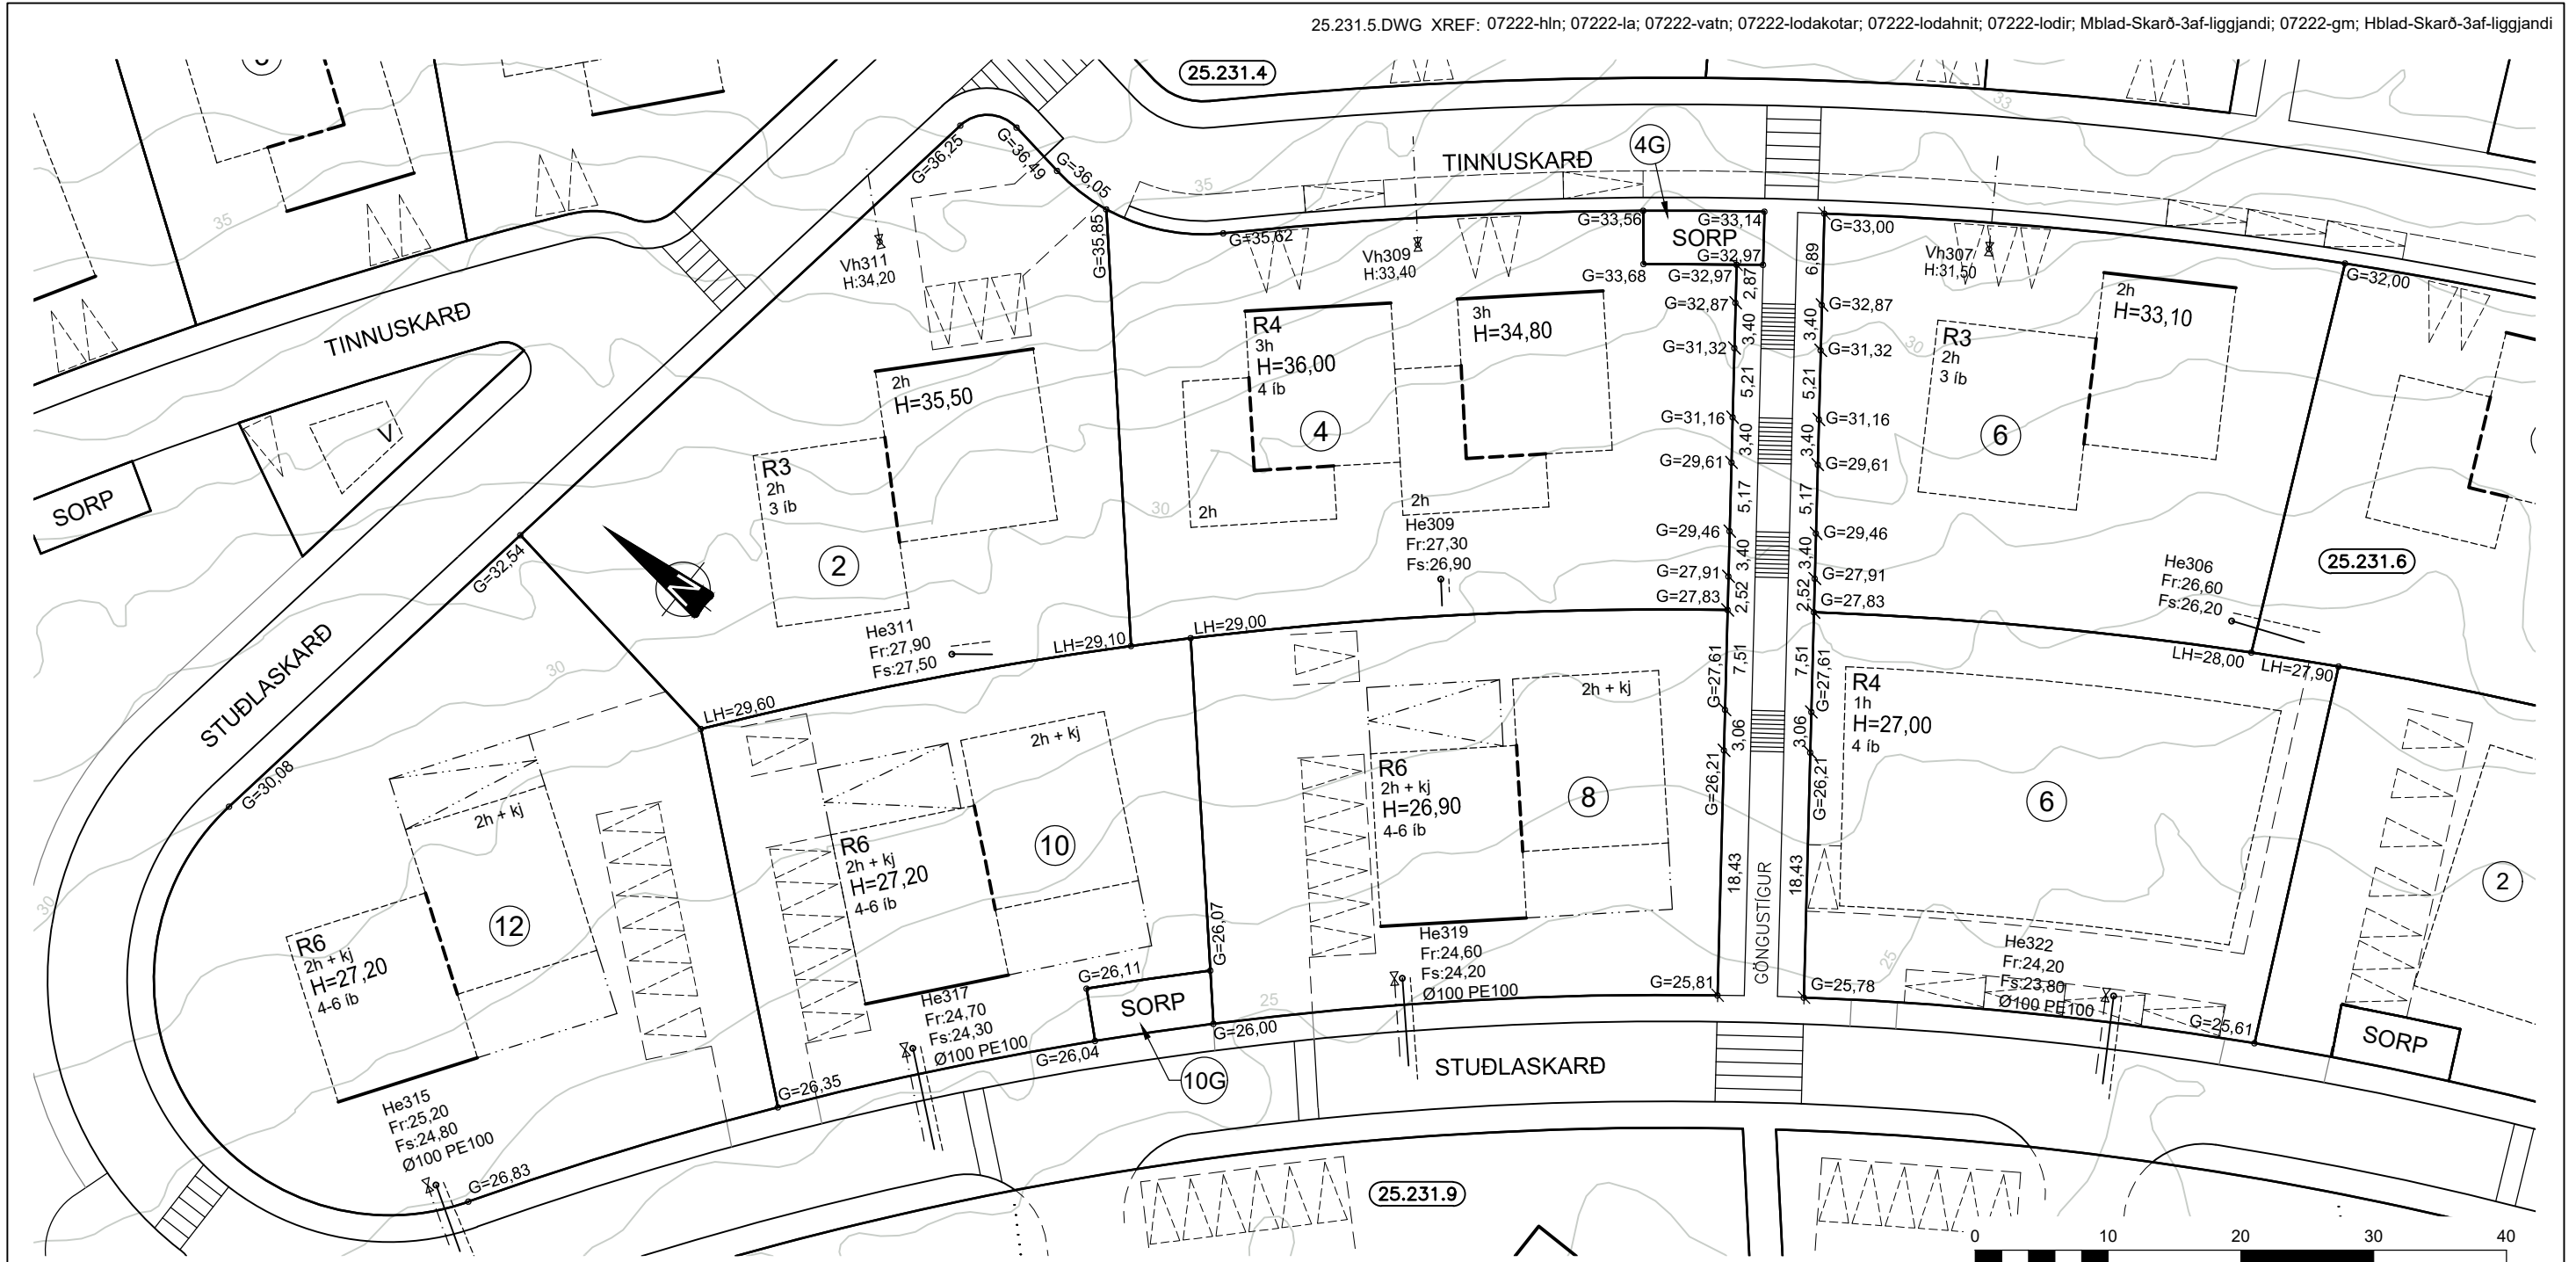 25.231.5.DWG XREF: 07222-hln; 07222-la; 07222-vatn; 07222-lodakotar; 07222-lodahnit; 07222-lodir; Mblad-Skarð-3af-liggjandi; 07222-gm; Hblad-Skarð-3af-liggjandi
25.231.4
33
35
35
TINNUSKARÐ
4G
G=36,25
G=36,49
G=36,05
G=35,85
G=35,62
G=33,56
G=33,14
SORP
G=32,97
G=33,68
G=32,97
G=33,00
G=32,00
Vh311
H:34,20
Vh309
H:33,40
Vh307
H:31,50
TINNUSKARÐ
V
SORP
2h
H=35,50
R3
2h
3 íb
2
R4
3h
H=36,00
4 íb
4
3h
H=34,80
2h
2h
30
30
30
2,87
6,89
G=32,87
G=32,87
3,40
3,40
G=31,32
G=31,32
5,21
5,21
G=31,16
G=31,16
3,40
3,40
G=29,61
G=29,61
5,17
5,17
G=29,46
G=29,46
3,40
3,40
G=27,91
G=27,91
2,52
2,52
G=27,83
G=27,83
7,51
7,51
G=27,61
G=27,61
3,06
3,06
G=26,21
G=26,21
18,43
18,43
GÖNGUSTÍGUR
G=25,81
G=25,78
R3
2h
3 íb
2h
H=33,10
6
25.231.6
He306
Fr:26,60
Fs:26,20
LH=28,00
LH=27,90
He309
Fr:27,30
Fs:26,90
N
G=32,54
STUÐLASKARÐ
G=30,08
30
He311
Fr:27,90
Fs:27,50
LH=29,10
LH=29,00
LH=29,60
2h + kj
R6
2h + kj
H=27,20
4-6 íb
12
2h + kj
R6
2h + kj
H=27,20
4-6 íb
10
2h + kj
R6
2h + kj
H=26,90
4-6 íb
8
R4
1h
H=27,00
4 íb
6
2
G=26,07
G=26,11
SORP
G=26,04
G=26,00
10G
25
25
He319
Fr:24,60
Fs:24,20
Ø100 PE100
He322
Fr:24,20
Fs:23,80
Ø100 PE100
G=25,61
SORP
He317
Fr:24,70
Fs:24,30
Ø100 PE100
G=26,35
He315
Fr:25,20
Fs:24,80
Ø100 PE100
G=26,83
STUÐLASKARÐ
25.231.9
0 10 20 30 40